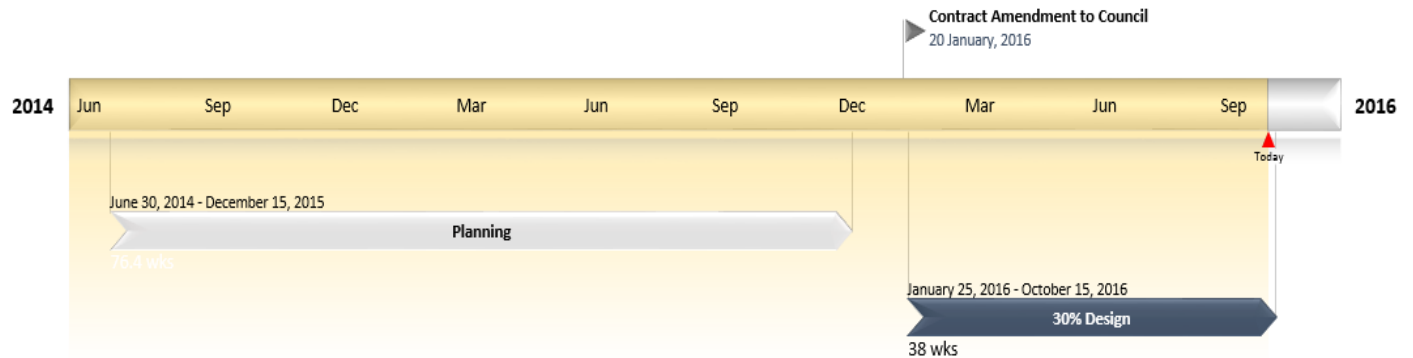 Contract Amendment to Council
20 January, 2016
2014 Jun Sep Dec Mar Jun Sep Dec Mar Jun Sep 2016
Today
June 30, 2014 - December 15, 2015
Planning
76.4 wks
January 25, 2016 - October 15, 2016
30% Design
38 wks